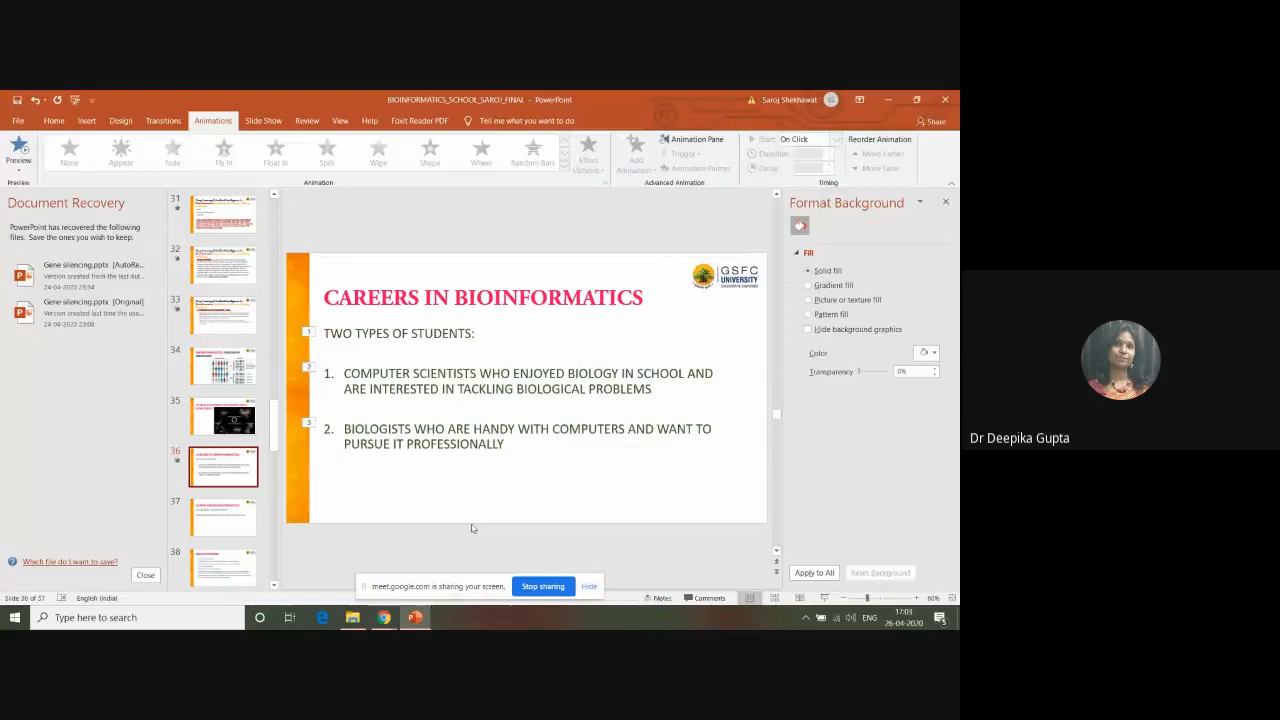 BIOINFORMATICS_SCHOOL_SAROJ_FINAL - PowerPoint
Saroj Shekhawat
SS
File Home Insert Design Transitions Animations Slide Show Review View Help Foxit Reader PDF Tell me what you want to do
Share
Preview
None Appear Fade Fly In Float In Split Wipe Shape Wheel Random Bars
Effect Options
Add Animation
Animation Pane
Trigger
Animation Painter
Start: On Click
Duration:
Delay:
Reorder Animation
Move Earlier
Move Later
Preview
Animation
Advanced Animation
Timing
Document Recovery
PowerPoint has recovered the following
files. Save the ones you wish to keep.
Gene silencing.pptx [AutoRe...
Version created from the last Aut...
24-04-2020 23:34
Gene silencing.pptx [Original]
Version created last time the use...
24-04-2020 23:08
Which file do I want to save?
Close
31
32
33
34
35
36
37
38
GSFC
UNIVERSITY
CAREERS IN BIOINFORMATICS
1
TWO TYPES OF STUDENTS:
2
1. COMPUTER SCIENTISTS WHO ENJOYED BIOLOGY IN SCHOOL AND
ARE INTERESTED IN TACKLING BIOLOGICAL PROBLEMS
3
2. BIOLOGISTS WHO ARE HANDY WITH COMPUTERS AND WANT TO
PURSUE IT PROFESSIONALLY
Format Background
Fill
Solid fill
Gradient fill
Picture or texture fill
Pattern fill
Hide background graphics
Color
Transparency 0%
Apply to All
Reset Background
meet.google.com is sharing your screen.
Stop sharing
Hide
Slide 36 of 57
English (India)
Notes
Comments
60%
Type here to search
ENG
17:03
26-04-2020
5
Dr Deepika Gupta